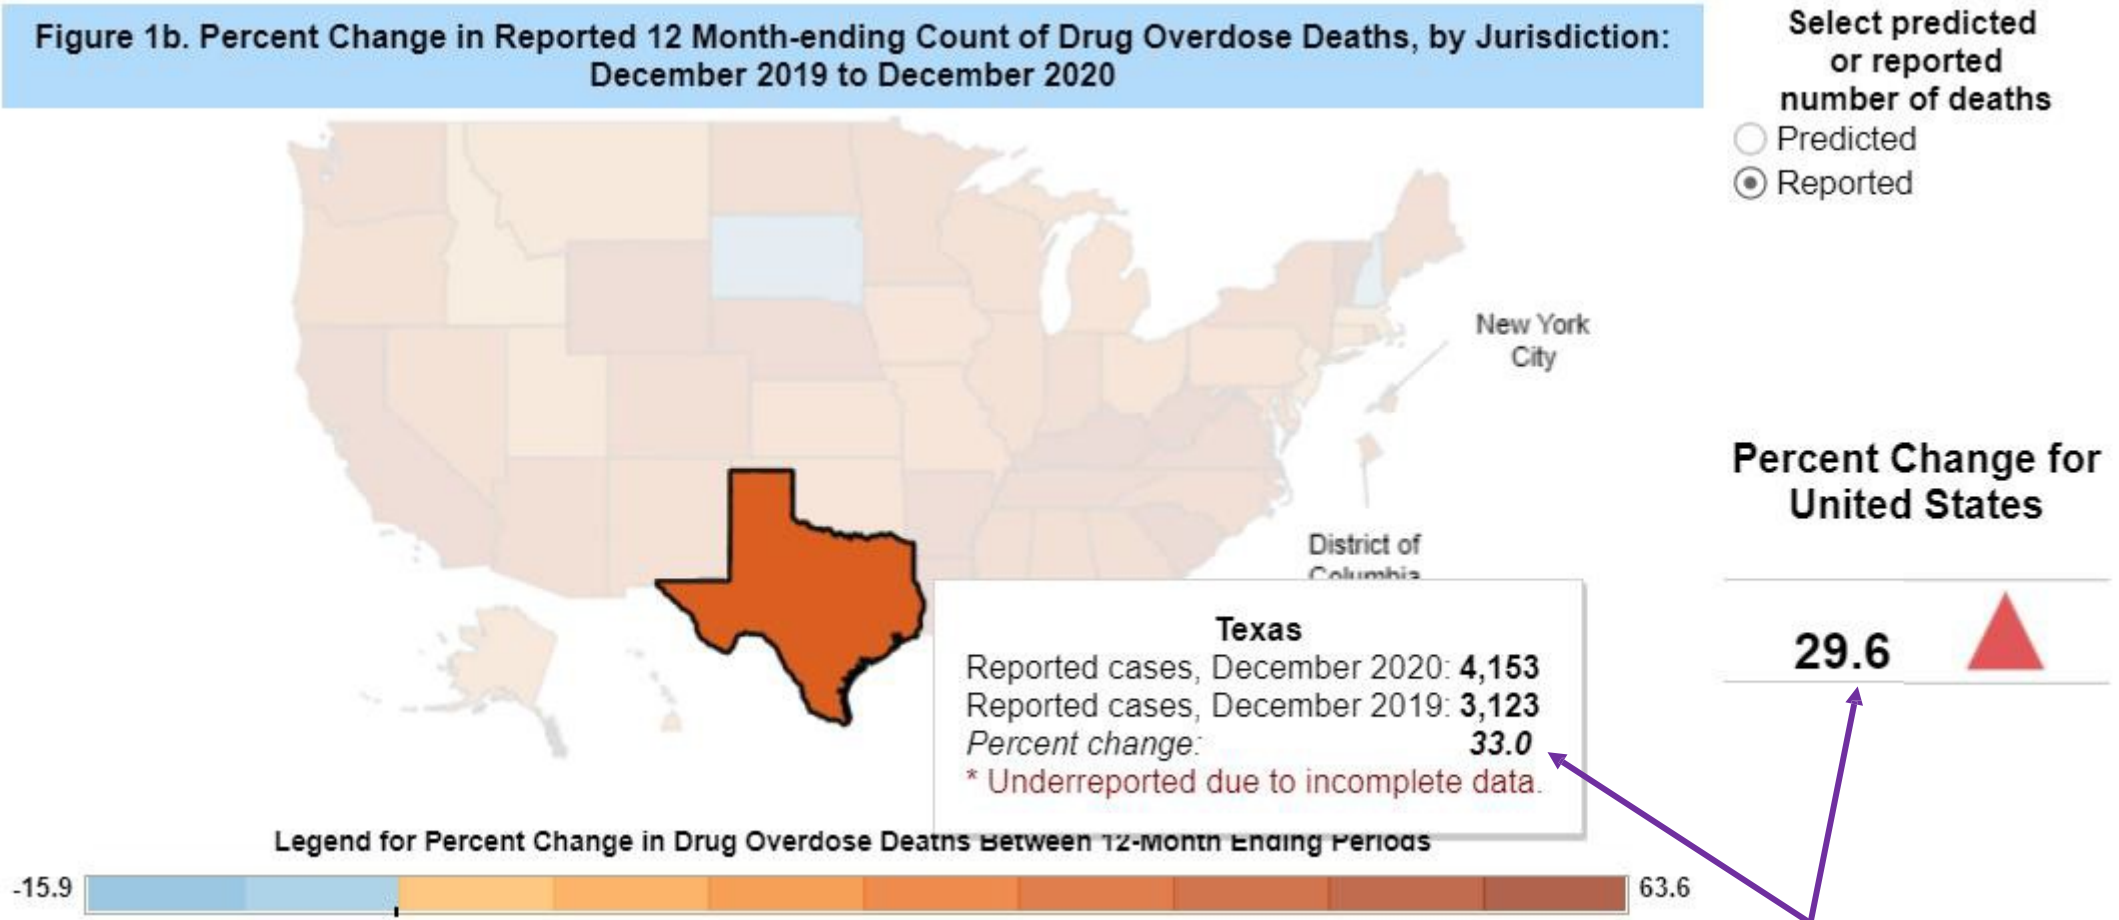 Figure 1b. Percent Change in Reported 12 Month-ending Count of Drug Overdose Deaths, by Jurisdiction:
December 2019 to December 2020
Select predicted
or reported
number of deaths
Predicted
Reported
New York
City
District of
Columbia
Percent Change for
United States
29.6
Texas
Reported cases, December 2020: 4,153
Reported cases, December 2019: 3,123
Percent change: 33.0
* Underreported due to incomplete data.
Legend for Percent Change in Drug Overdose Deaths Between 12-Month Ending Periods
-15.9
63.6